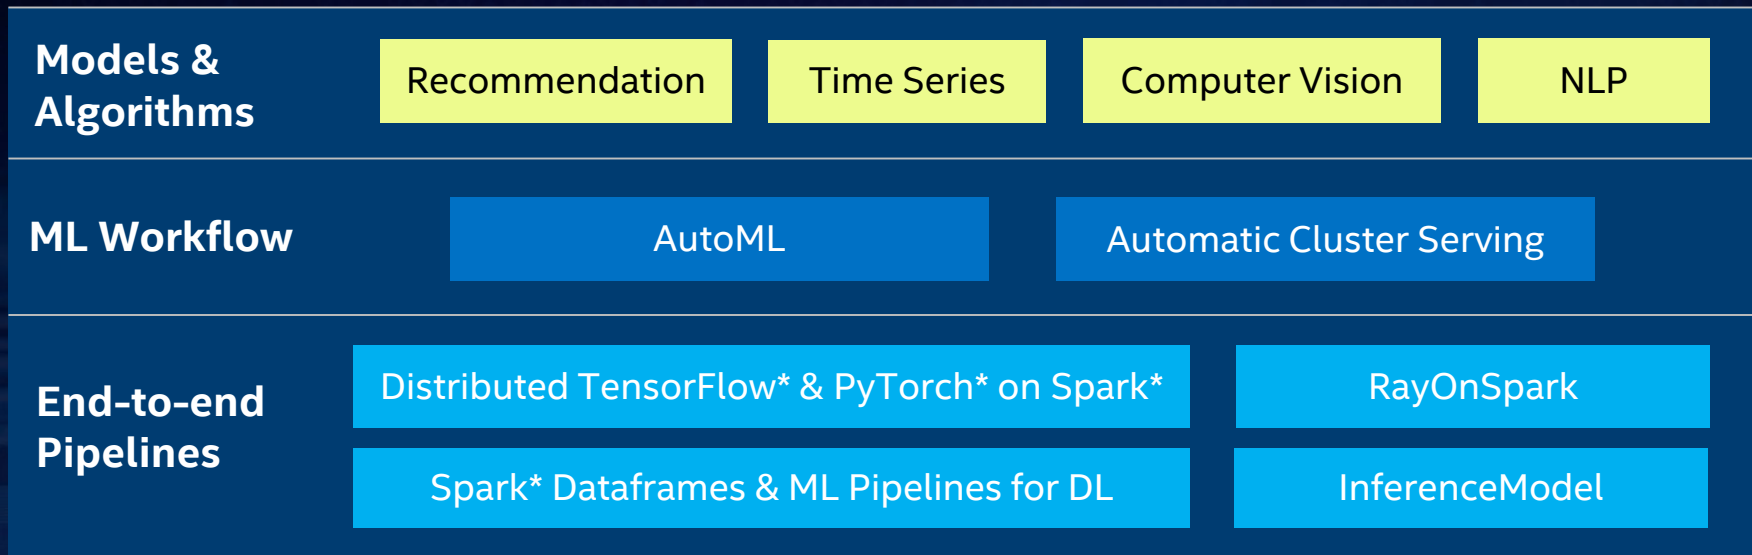 Models &
Algorithms
Recommendation
Time Series
Computer Vision
NLP
ML Workflow
AutoML
Automatic Cluster Serving
End-to-end
Pipelines
Distributed TensorFlow* & PyTorch* on Spark*
RayOnSpark
Spark* Dataframes & ML Pipelines for DL
InferenceModel